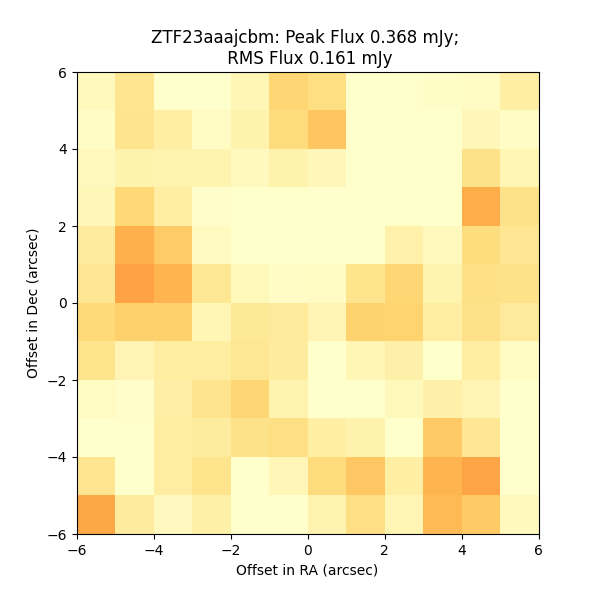 ZTF23aaajcbm: Peak Flux 0.368 mJy;
RMS Flux 0.161 mJy
6
4
2
0
−2
−4
−6
Offset in Dec (arcsec)
−6 −4 −2 0 2 4 6
Offset in RA (arcsec)